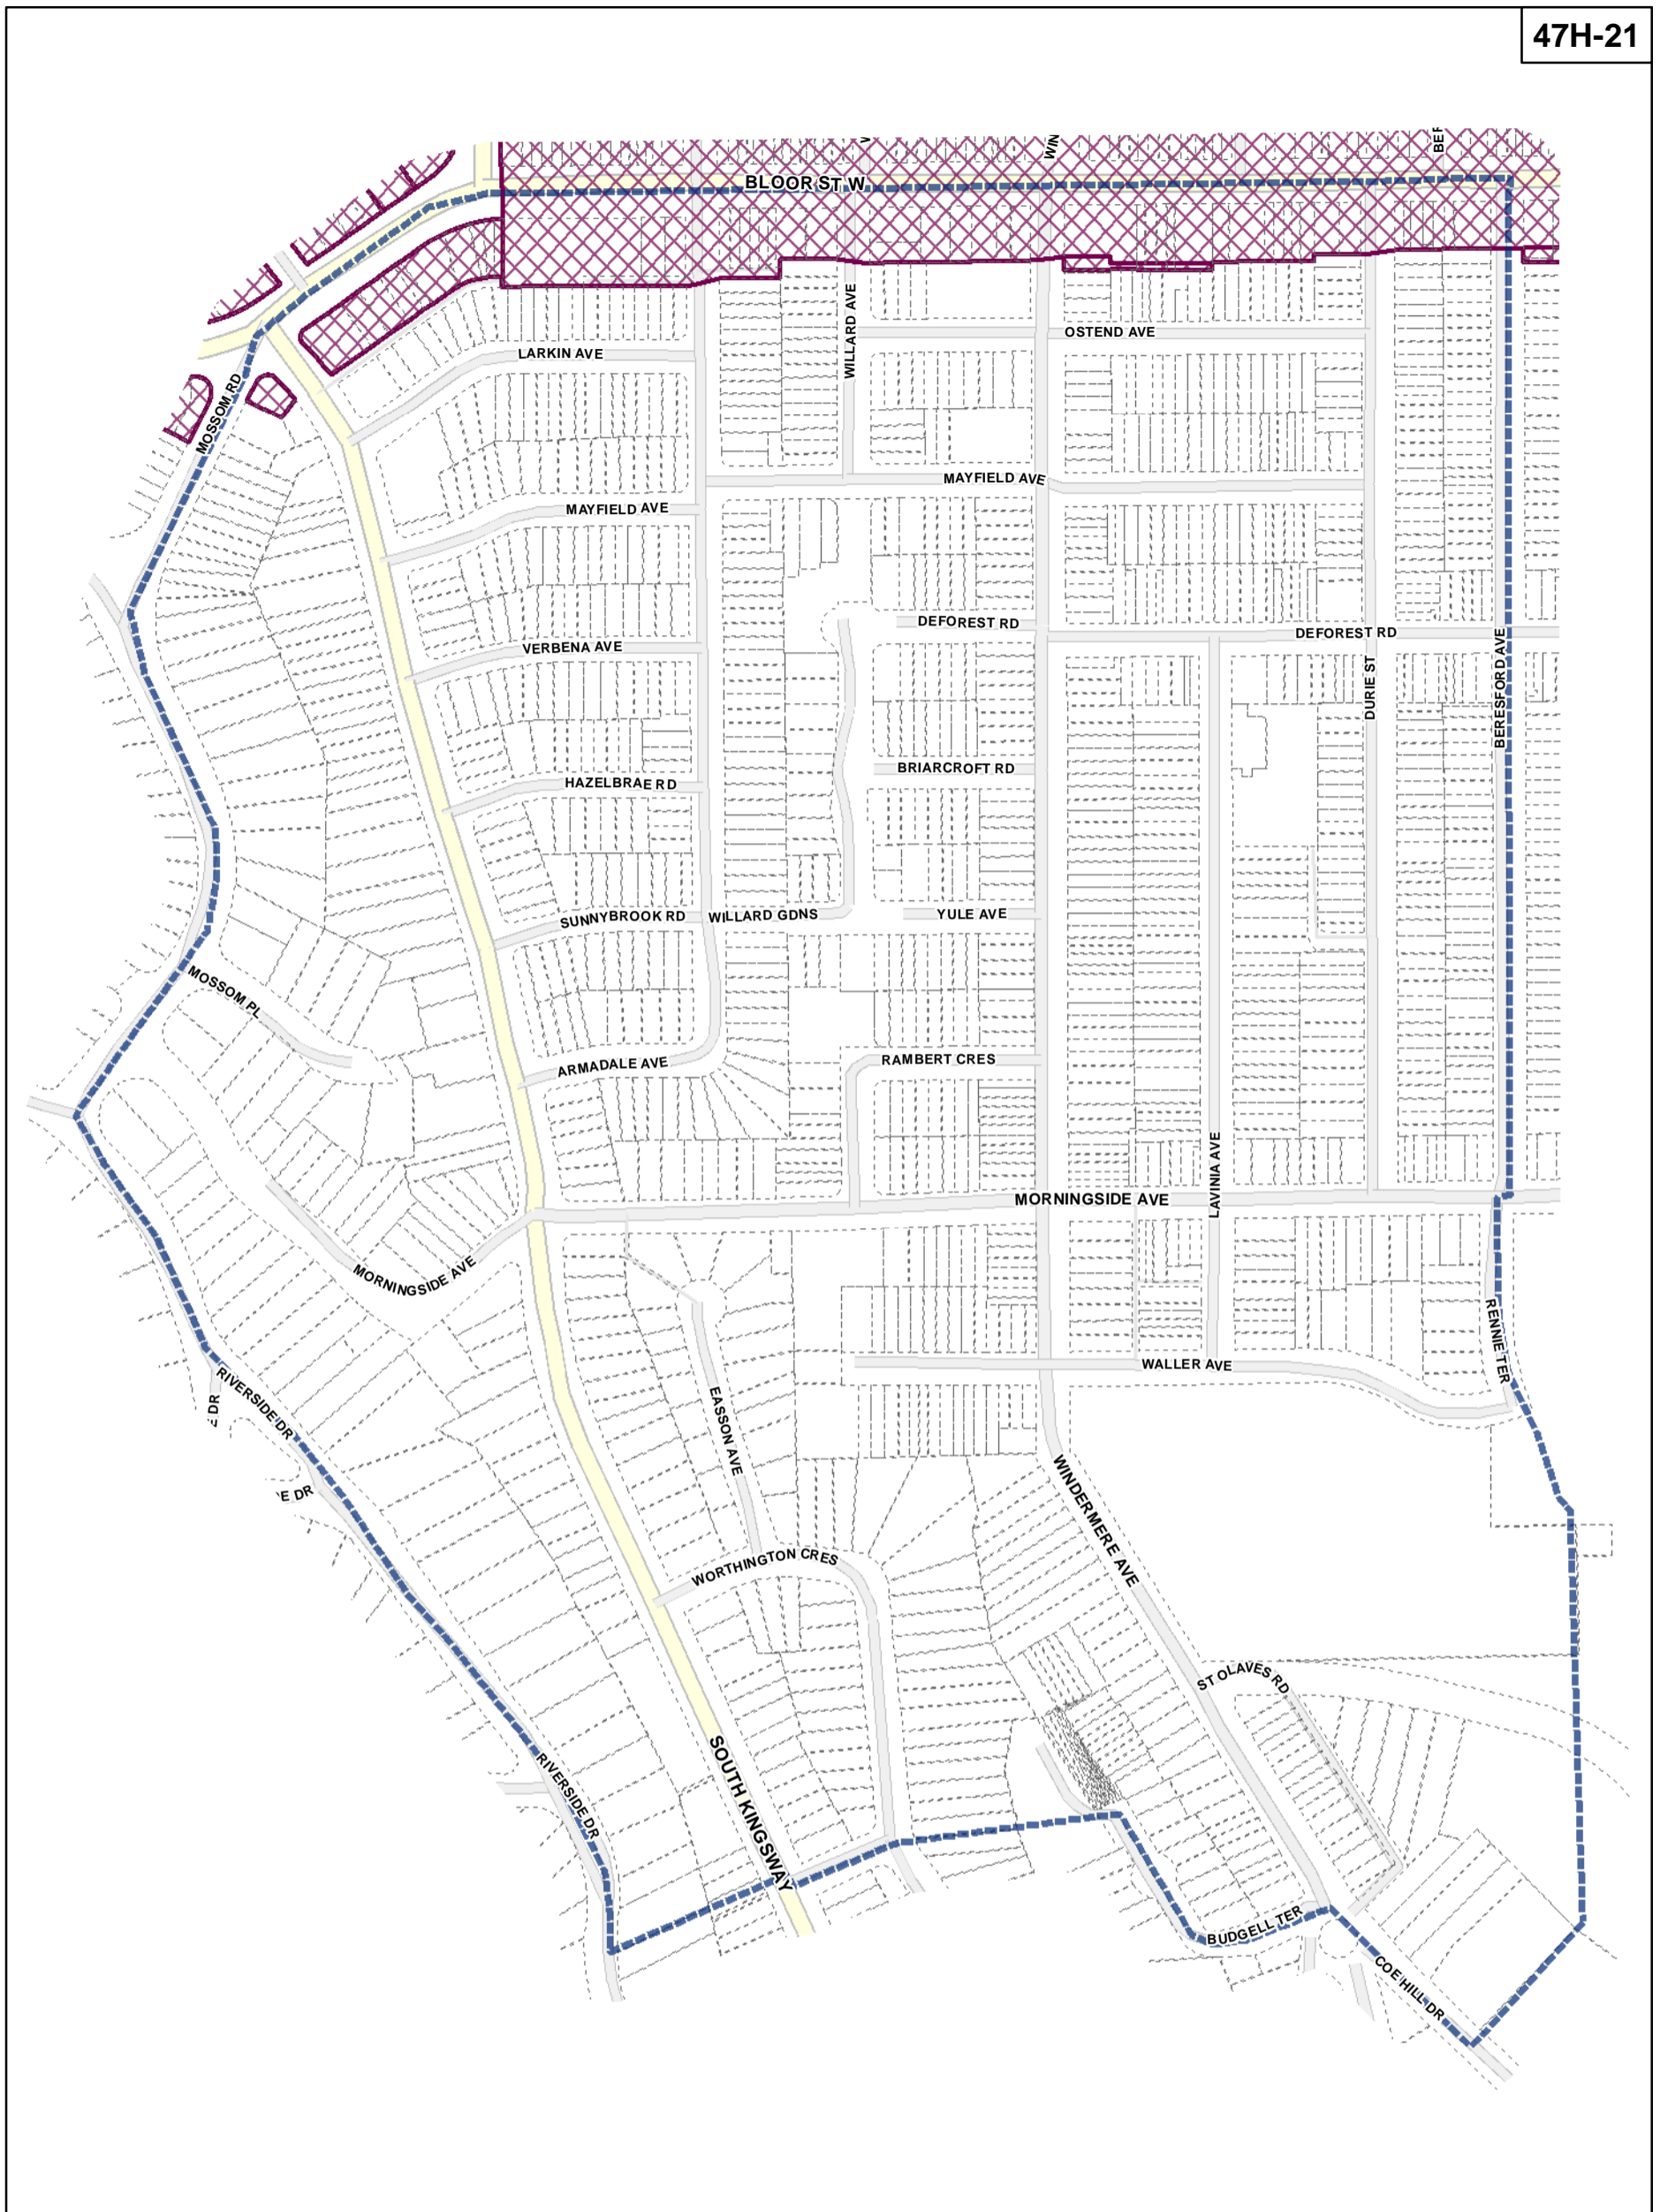 47H-21
WIN
BLOOR ST W
WILLARD AVE
OSTEND AVE
LARKIN AVE
MOSSOM RD
MAYFIELD AVE
MAYFIELD AVE
DEFOREST RD
DEFOREST RD
VERBENA AVE
DURIE ST
BERESFORD AVE
BRIARCROFT RD
HAZELBRAE RD
SUNNYBROOK RD
WILLARD GDNS
YULE AVE
MOSSOM PL
ARMADALE AVE
RAMBERT CRES
LAVINIA AVE
MORNINGSIDE AVE
MORNINGSIDE AVE
RENNIE TER
WALLER AVE
RIVERSIDE DR
E DR
EASSON AVE
E DR
WINDERMERE AVE
WORTHINGTON CRES
ST OLAVES RD
SOUTH KINGSWAY
RIVERSIDE DR
BUDGELL TER
COE HILL DR